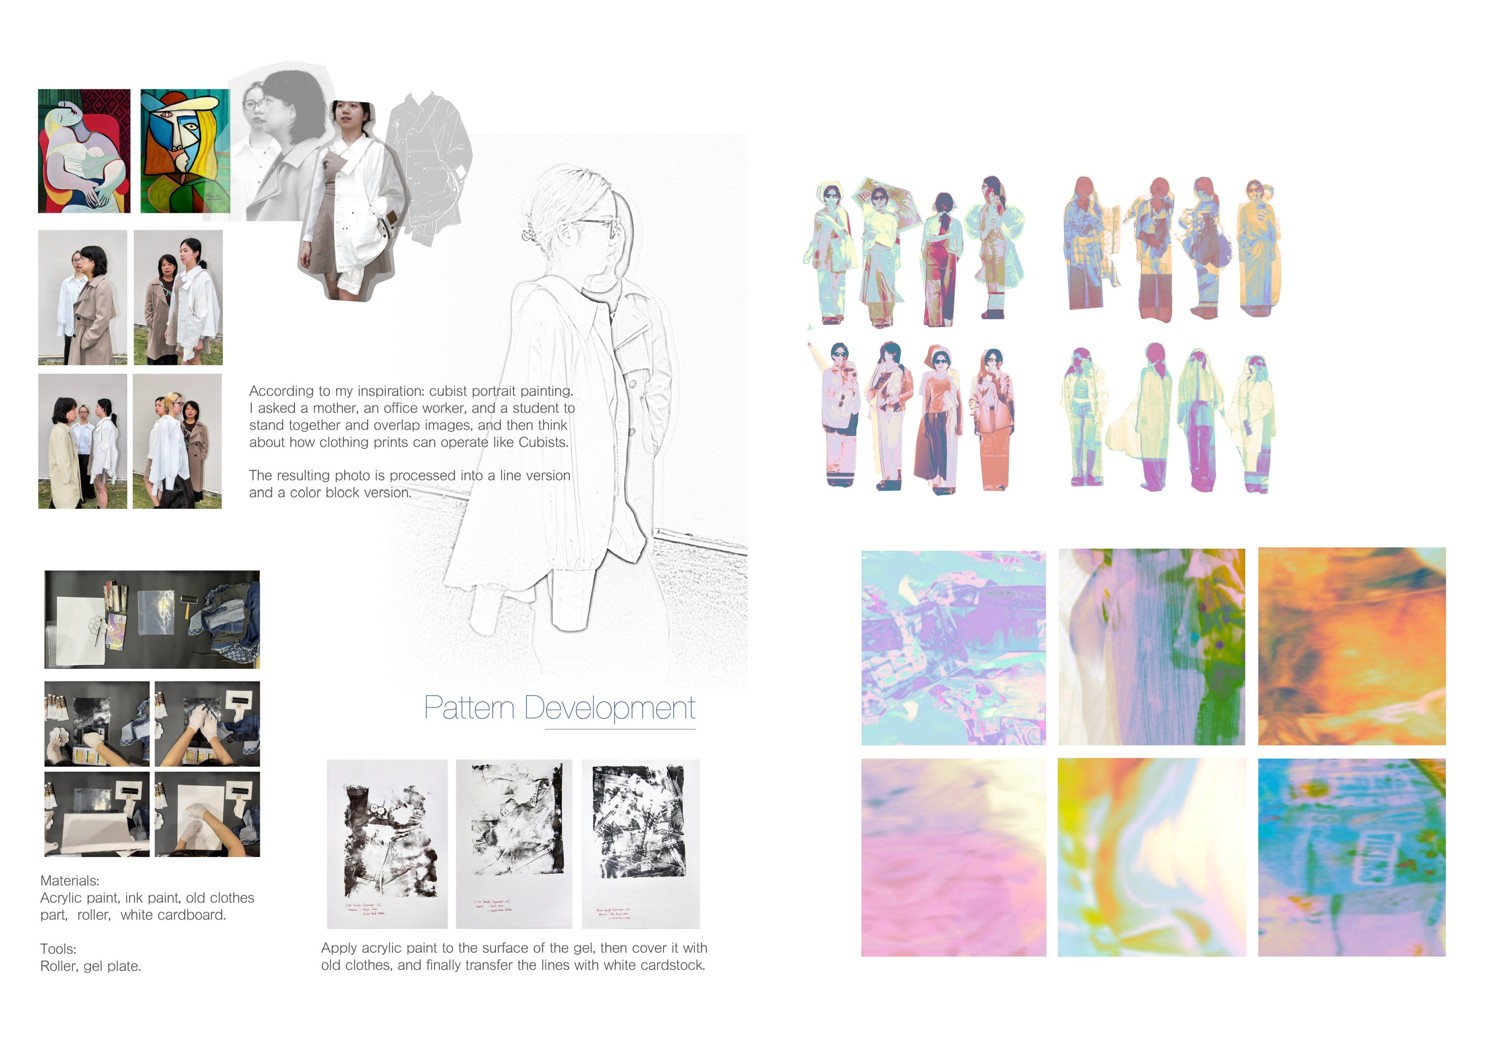 According to my inspiration: cubist portrait painting.
I asked a mother, an office worker, and a student to
stand together and overlap images, and then think
about how clothing prints can operate like Cubists.
The resulting photo is processed into a line version
and a color block version.
Pattern Development
Materials:
Acrylic paint, ink paint, old clothes
part, roller, white cardboard.
Tools:
Roller, gel plate.
Apply acrylic paint to the surface of the gel, then cover it with
old clothes, and finally transfer the lines with white cardstock.